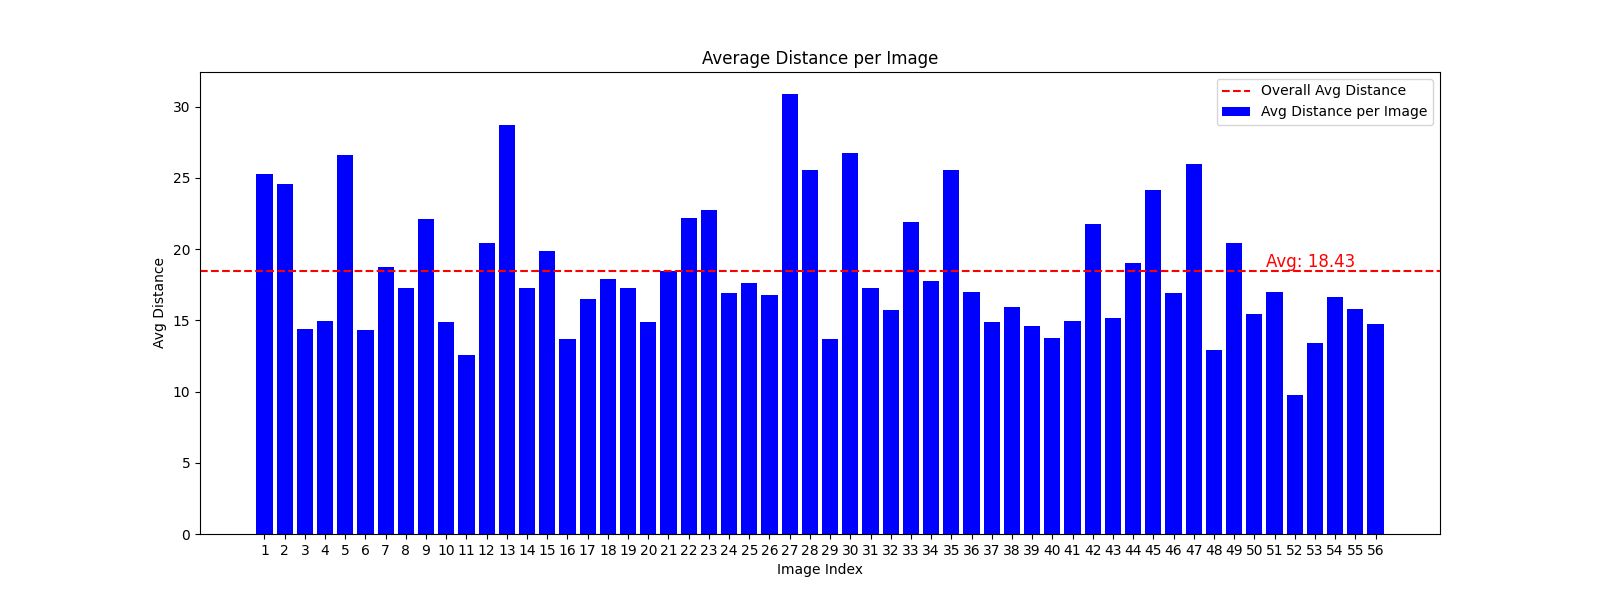 Average Distance per Image
Overall Avg Distance
Avg Distance per Image
Avg: 18.43
Avg Distance
30
25
20
15
10
5
0
1 2 3 4 5 6 7 8 9 10 11 12 13 14 15 16 17 18 19 20 21 22 23 24 25 26 27 28 29 30 31 32 33 34 35 36 37 38 39 40 41 42 43 44 45 46 47 48 49 50 51 52 53 54 55 56
Image Index